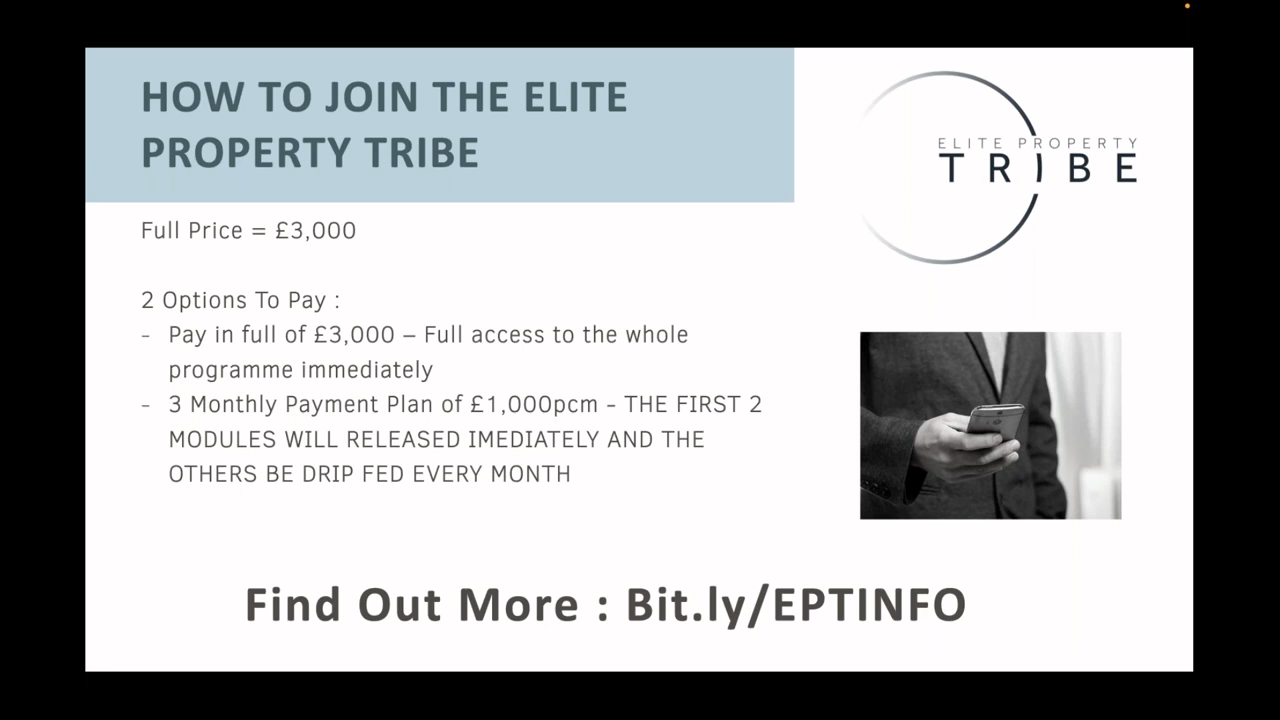 HOW TO JOIN THE ELITE
PROPERTY TRIBE
ELITE PROPERTY
TRIBE
Full Price = £3,000
2 Options To Pay :
- Pay in full of £3,000 – Full access to the whole
programme immediately
- 3 Monthly Payment Plan of £1,000pcm - THE FIRST 2
MODULES WILL RELEASED IMEDIATELY AND THE
OTHERS BE DRIP FED EVERY MONTH
Find Out More : Bit.ly/EPTINFO